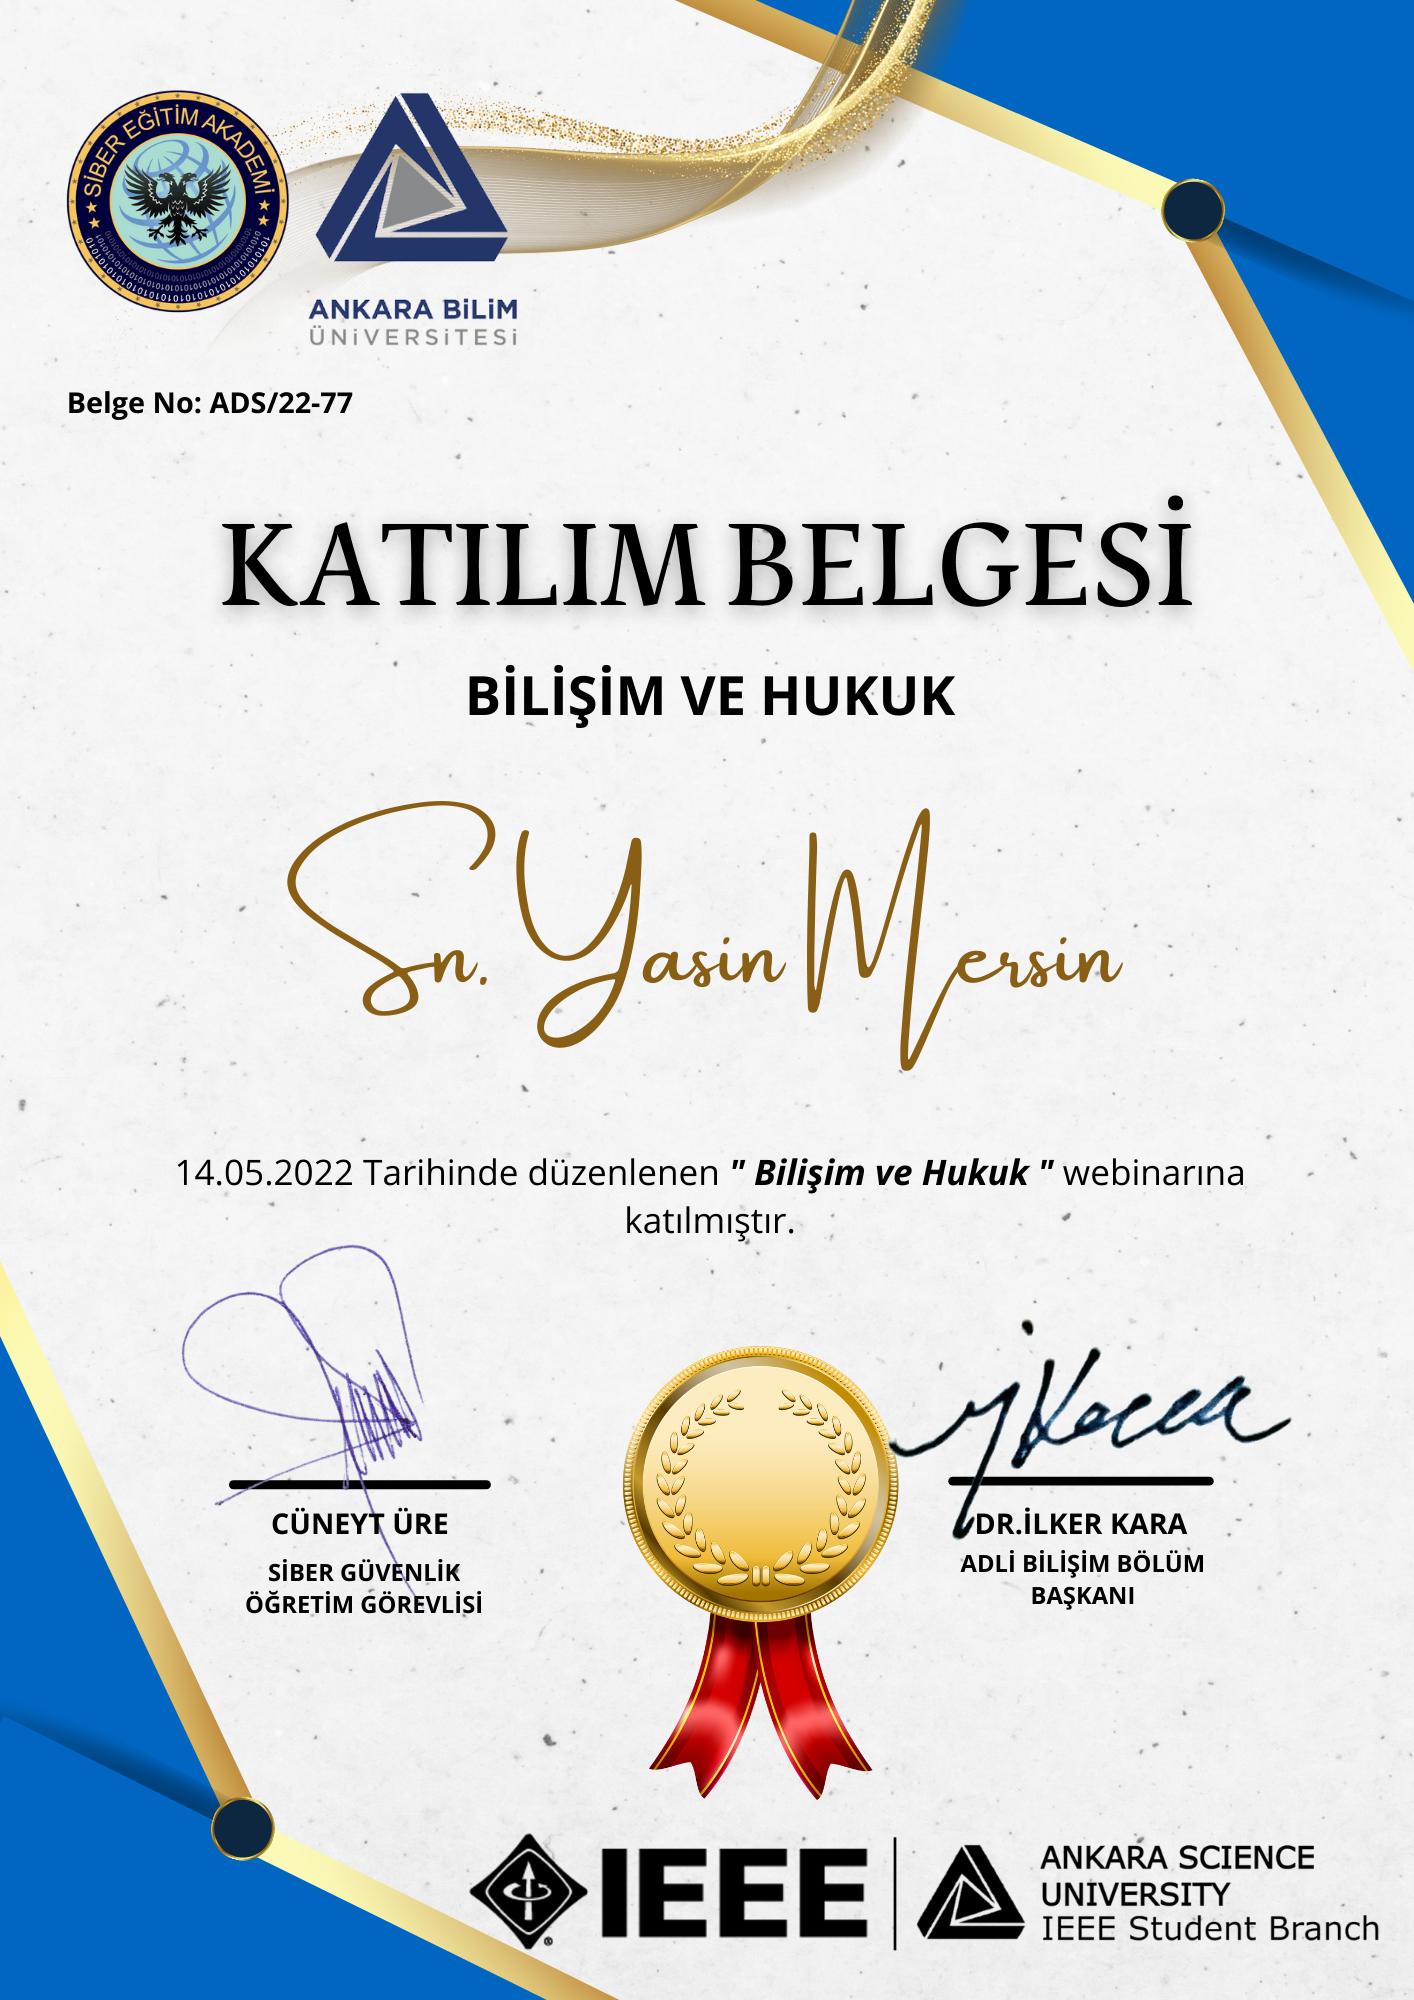 SİBER EĞİTİM AKADEMİ
ANKARA BİLİM
ÜNİVERSİTESİ
Belge No: ADS/22-77
KATILIM BELGESİ
BİLİŞİM VE HUKUK
Sn. Yasin Mersin
14.05.2022 Tarihinde düzenlenen " Bilişim ve Hukuk " webinarına
katılmıştır.
CÜNEYT ÜRE
SİBER GÜVENLİK
ÖĞRETİM GÖREVLİSİ
DR.İLKER KARA
ADLİ BİLİŞİM BÖLÜM
BAŞKANI
IEEE
ANKARA SCIENCE
UNIVERSITY
IEEE Student Branch